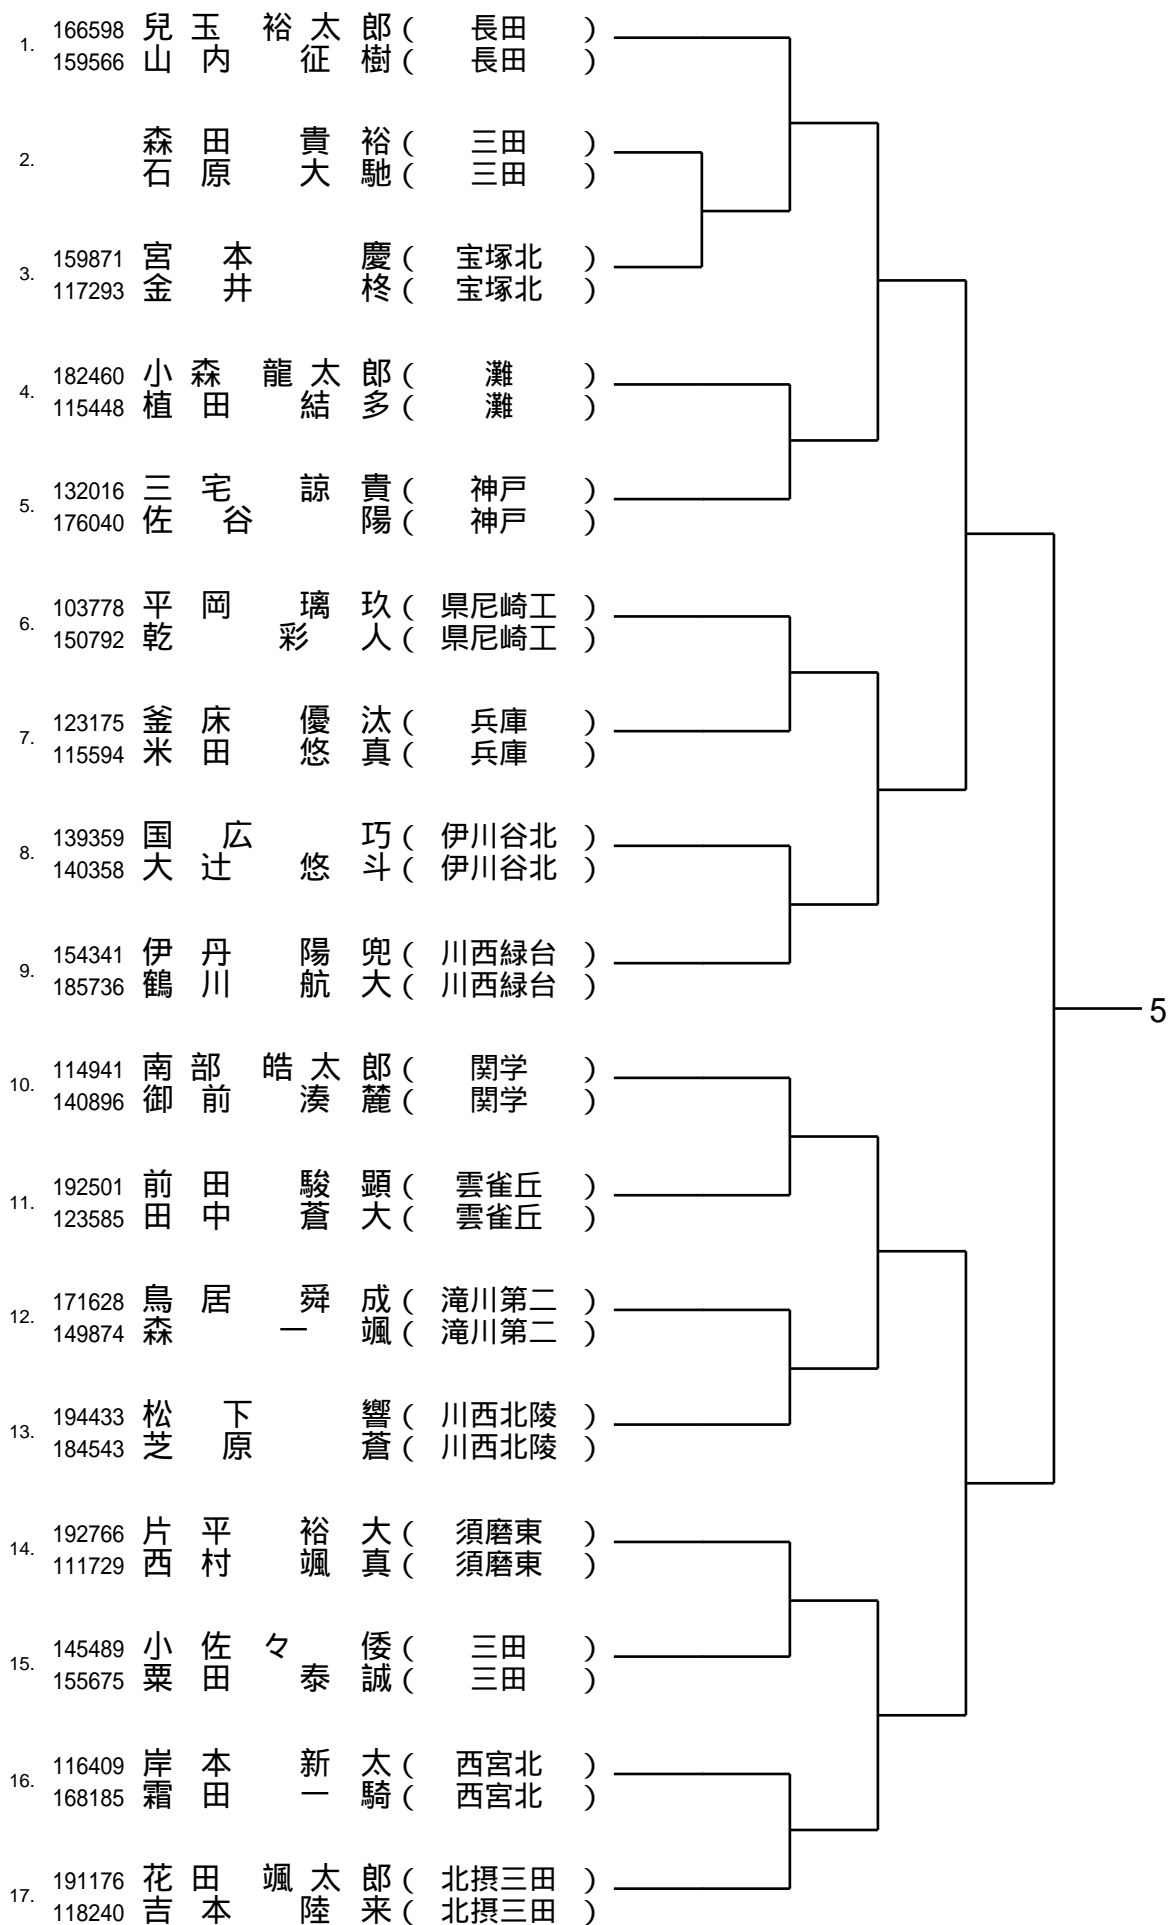 1. 166598 兒玉 裕太郎 ( 長田 )
159566 山内 征樹 ( 長田 )
2. 森田 貴裕 ( 三田 )
石原 大馳 ( 三田 )
3. 159871 宮本 慶 ( 宝塚北 )
117293 金井 柊 ( 宝塚北 )
4. 182460 小森 龍太郎 ( 灘 )
115448 植田 結多 ( 灘 )
5. 132016 三宅 諒貴 ( 神戸 )
176040 佐谷 陽 ( 神戸 )
6. 103778 平岡 璃玖 ( 県尼崎工 )
150792 乾 彩人 ( 県尼崎工 )
7. 123175 釜床 優汰 ( 兵庫 )
115594 米田 悠真 ( 兵庫 )
8. 139359 国広 巧 ( 伊川谷北 )
140358 大辻 悠斗 ( 伊川谷北 )
9. 154341 伊丹 陽兜 ( 川西緑台 )
185736 鶴川 航大 ( 川西緑台 )
5
10. 114941 南部 皓太郎 ( 関学 )
140896 御前 湊麓 ( 関学 )
11. 192501 前田 駿顕 ( 雲雀丘 )
123585 田中 蒼大 ( 雲雀丘 )
12. 171628 鳥居 舜成 ( 滝川第二 )
149874 森 一颯 ( 滝川第二 )
13. 194433 松下 響 ( 川西北陵 )
184543 芝原 蒼 ( 川西北陵 )
14. 192766 片平 裕大 ( 須磨東 )
111729 西村 颯真 ( 須磨東 )
15. 145489 小佐々 倭 ( 三田 )
155675 粟田 泰誠 ( 三田 )
16. 116409 岸本 新太 ( 西宮北 )
168185 霜田 一騎 ( 西宮北 )
17. 191176 花田 颯太郎 ( 北摂三田 )
118240 吉本 陸来 ( 北摂三田 )